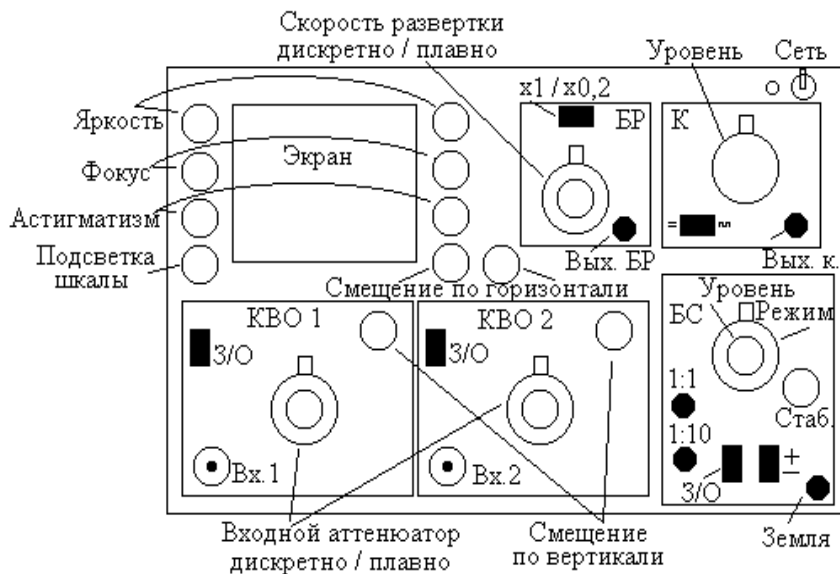 Скорость развертки
дискретно / плавно
Уровень
Сеть
x1 / x0,2
БР
К
Яркость
Экран
Фокус
Астигматизм
=
Подсветка
шкалы
Вых. БР
Вых. к.
Смещение по горизонтали
Уровень
Режим
КВО 1
КВО 2
БС
З/О
З/О
1:1
Стаб.
1:10
±
Вх.1
Вх.2
З/О
Входной аттенюатор
дискретно / плавно
Смещение
по вертикали
Земля